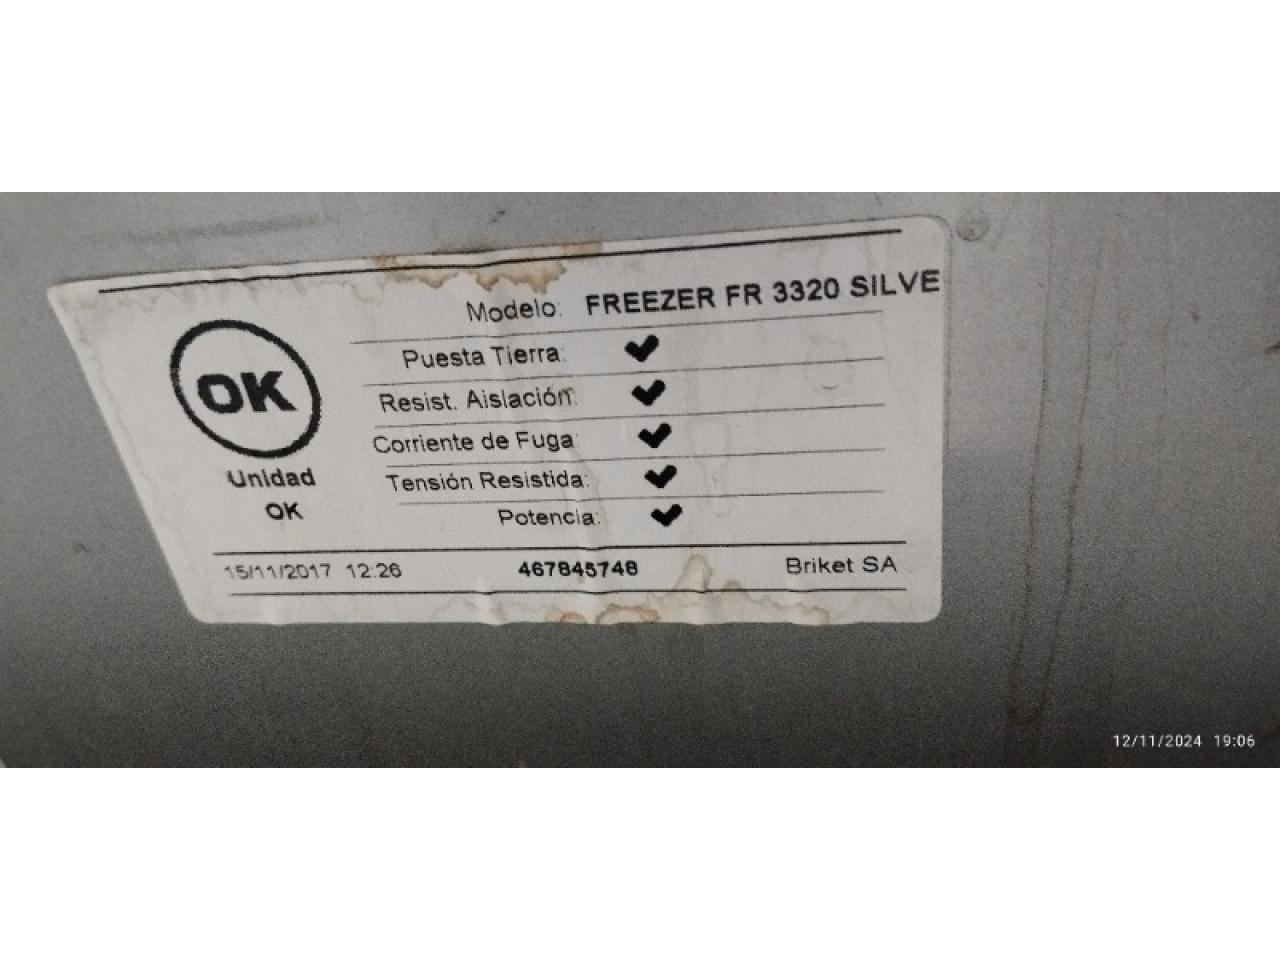 Modelo: FREEZER FR 3320 SILVE
Puesta Tierra: ✔
Resist. Aislación: ✔
Corriente de Fuga: ✔
Tensión Resistida: ✔
Potencia: ✔
OK
Unidad
OK
15/11/2017 12:26 467845748 Briket SA
12/11/2024 19:06